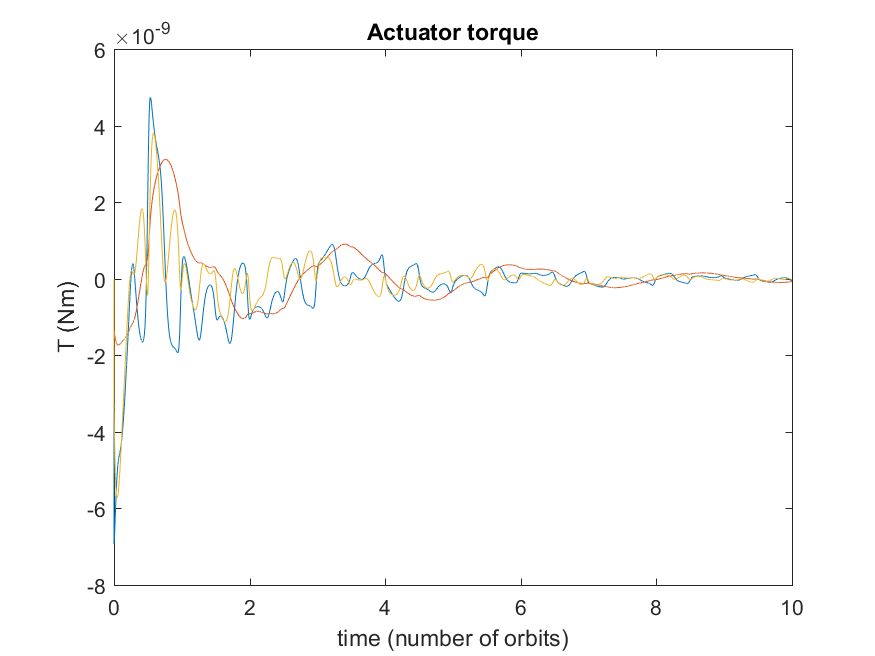 Actuator torque
×10-9
6
4
2
0
-2
-4
-6
-8
T (Nm)
0 2 4 6 8 10
time (number of orbits)